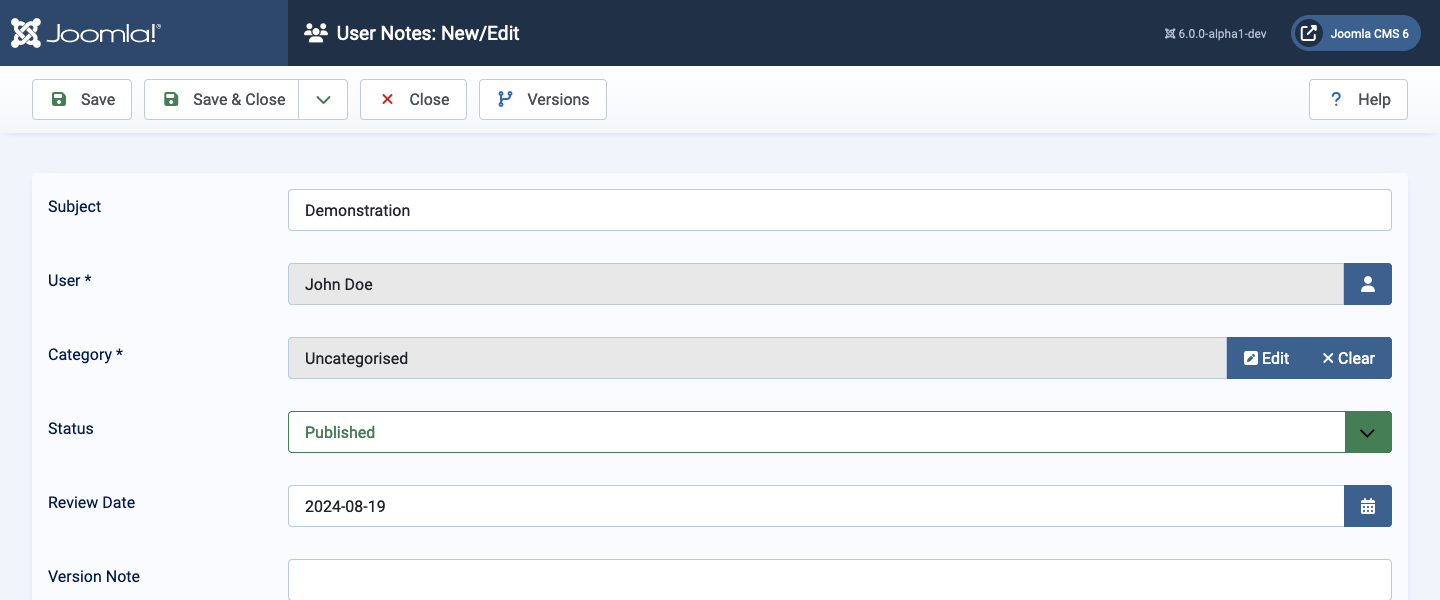 Joomla!® User Notes: New/Edit 6.0.0-alpha1-dev Joomla CMS 6
Save Save & Close Close Versions ? Help
Subject Demonstration
User * John Doe
Category * Uncategorised Edit Clear
Status Published
Review Date 2024-08-19
Version Note